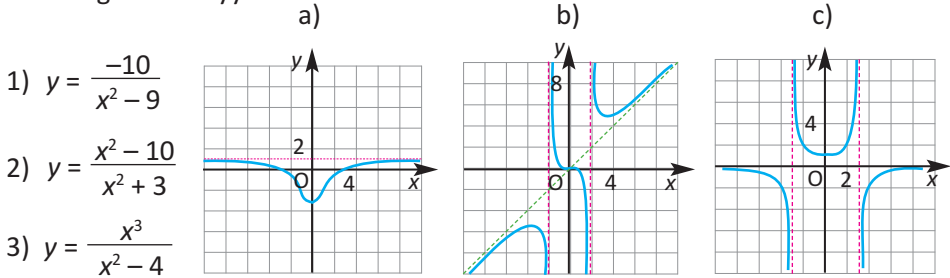 a) b) c)
1) y = −10 / x² − 9
2) y = x² − 10 / x² + 3
3) y = x³ / x² − 4
y
2
O 4 x
y
8
O 4 x
y
4
O 2 x